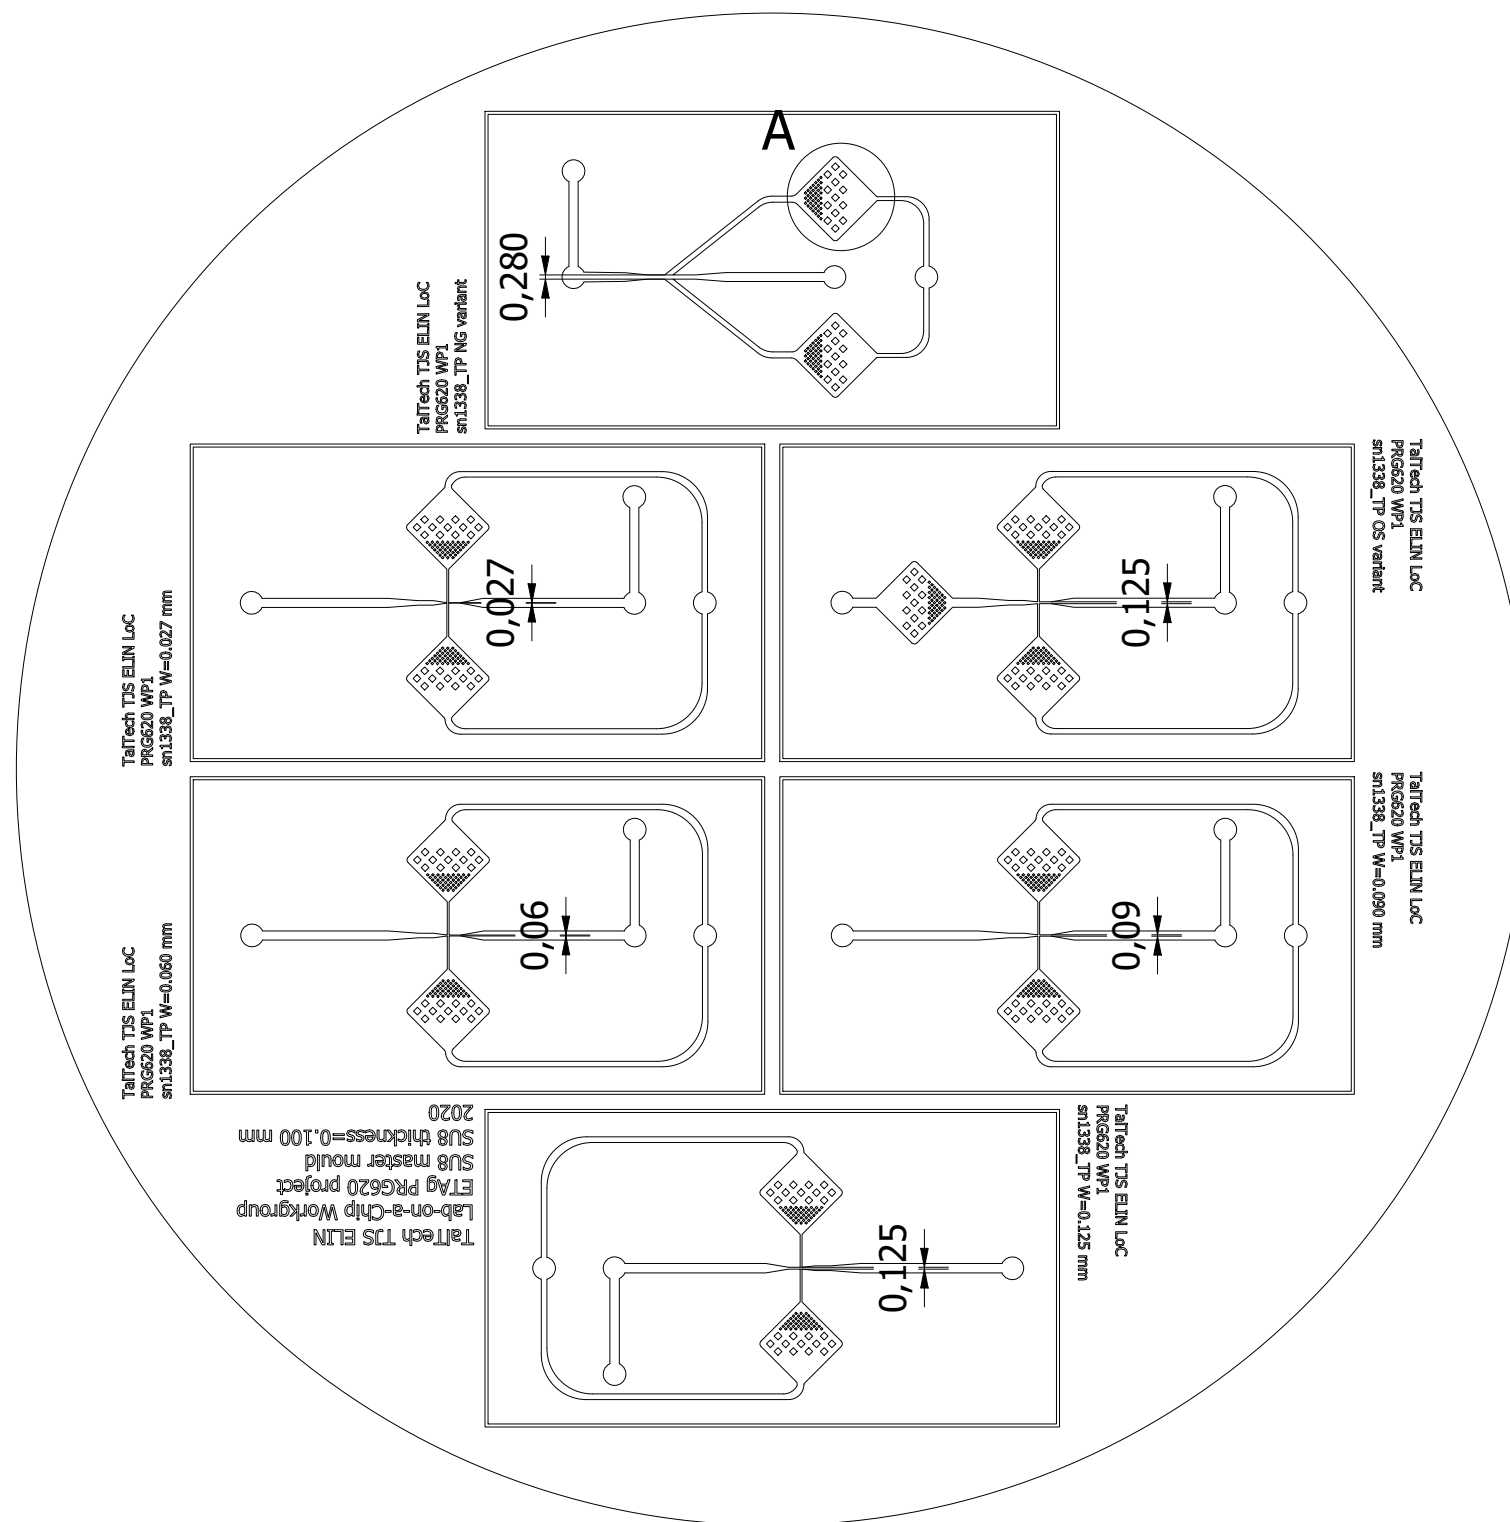 A
0,280
TalTech TJS ELIN LoC
PRG620 WP1
sn1338_TP NG variant
0,027
TalTech TJS ELIN LoC
PRG620 WP1
sn1338_TP W=0.027 mm
0,125
TalTech TJS ELIN LoC
PRG620 WP1
sn1338_TP OS variant
0,06
TalTech TJS ELIN LoC
PRG620 WP1
sn1338_TP W=0.060 mm
0,09
TalTech TJS ELIN LoC
PRG620 WP1
sn1338_TP W=0.090 mm
TalTech TJS ELIN
Lab-on-a-Chip Workgroup
ETAg PRG620 project
SU8 master mould
SU8 thickness=0.100 mm
2020
0,125
TalTech TJS ELIN LoC
PRG620 WP1
sn1338_TP W=0.125 mm